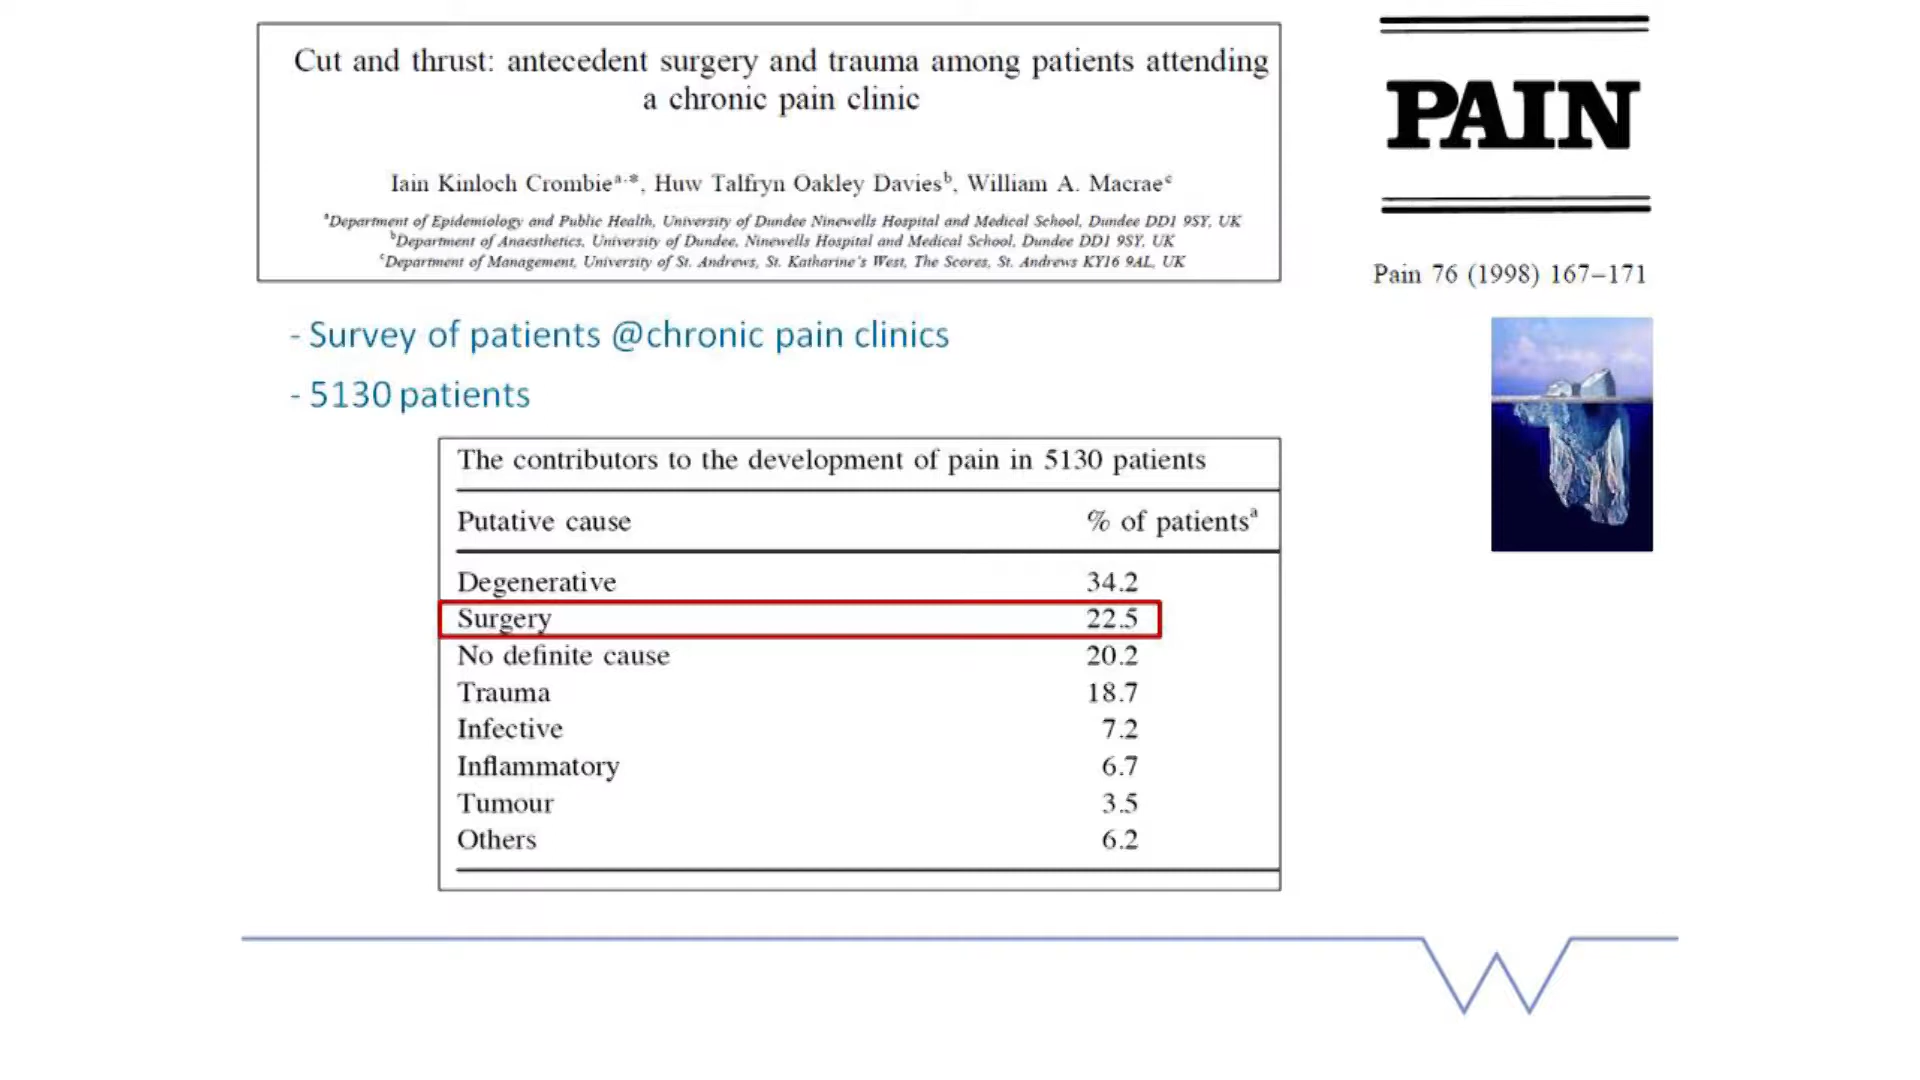 Cut and thrust: antecedent surgery and trauma among patients attending
a chronic pain clinic
Iain Kinloch Crombieᵃ·*, Huw Talfryn Oakley Daviesᵇ, William A. Macraeᶜ
ᵃDepartment of Epidemiology and Public Health, University of Dundee Ninewells Hospital and Medical School, Dundee DD1 9SY, UK
ᵇDepartment of Anaesthetics, University of Dundee, Ninewells Hospital and Medical School, Dundee DD1 9SY, UK
ᶜDepartment of Management, University of St. Andrews, St. Katharine's West, The Scores, St. Andrews KY16 9AL, UK
PAIN
Pain 76 (1998) 167–171
- Survey of patients @chronic pain clinics
- 5130 patients
The contributors to the development of pain in 5130 patients
Putative cause % of patientsᵃ
Degenerative 34.2
Surgery 22.5
No definite cause 20.2
Trauma 18.7
Infective 7.2
Inflammatory 6.7
Tumour 3.5
Others 6.2